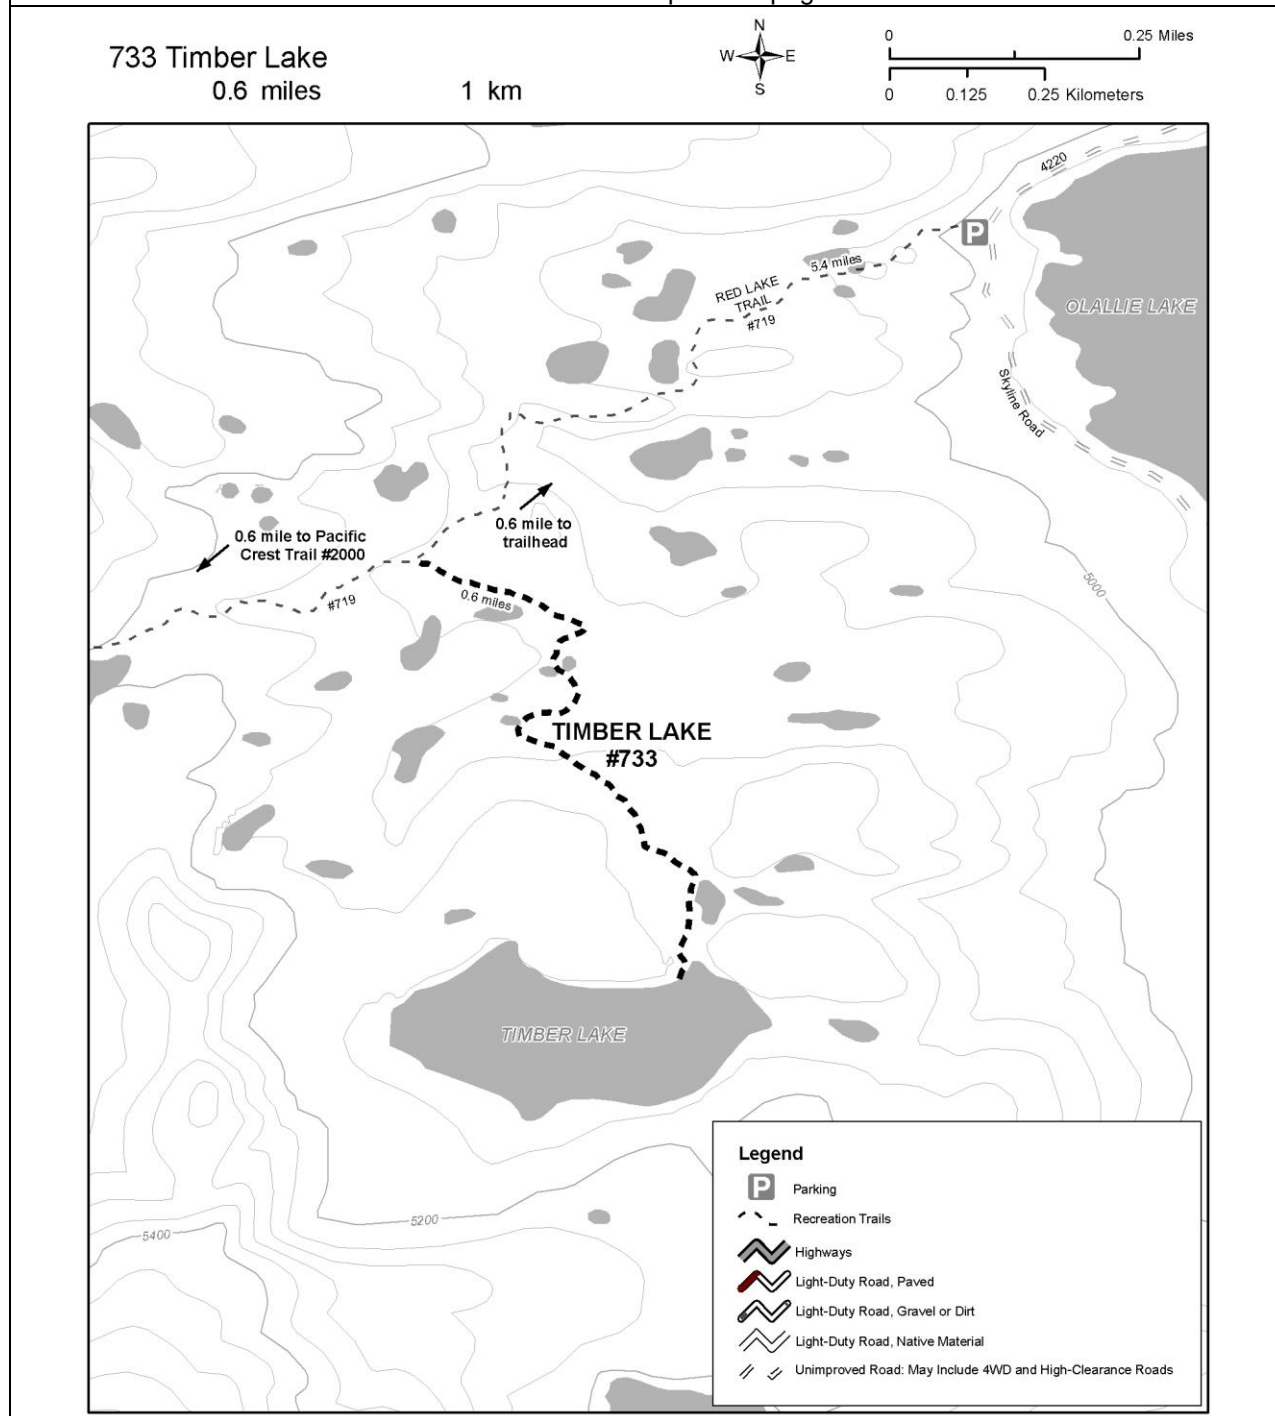 733 Timber Lake
0.6 miles 1 km
N
W E
S
0 0.25 Miles
0 0.125 0.25 Kilometers
4220
P
5.4 miles
RED LAKE
TRAIL
#719
OLALLIE LAKE
Skyline Road
0.6 mile to
trailhead
0.6 mile to Pacific
Crest Trail #2000
#719
0.6 miles
5000
TIMBER LAKE
#733
TIMBER LAKE
5200
5400
Legend
P Parking
Recreation Trails
Highways
Light-Duty Road, Paved
Light-Duty Road, Gravel or Dirt
Light-Duty Road, Native Material
Unimproved Road: May Include 4WD and High-Clearance Roads